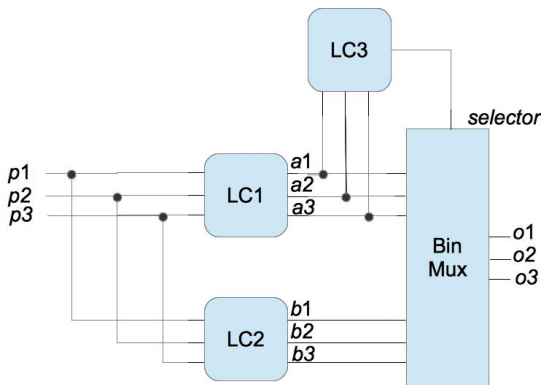 LC3
selector
p1
p2
p3
LC1
a1
a2
a3
Bin
Mux
o1
o2
o3
LC2
b1
b2
b3